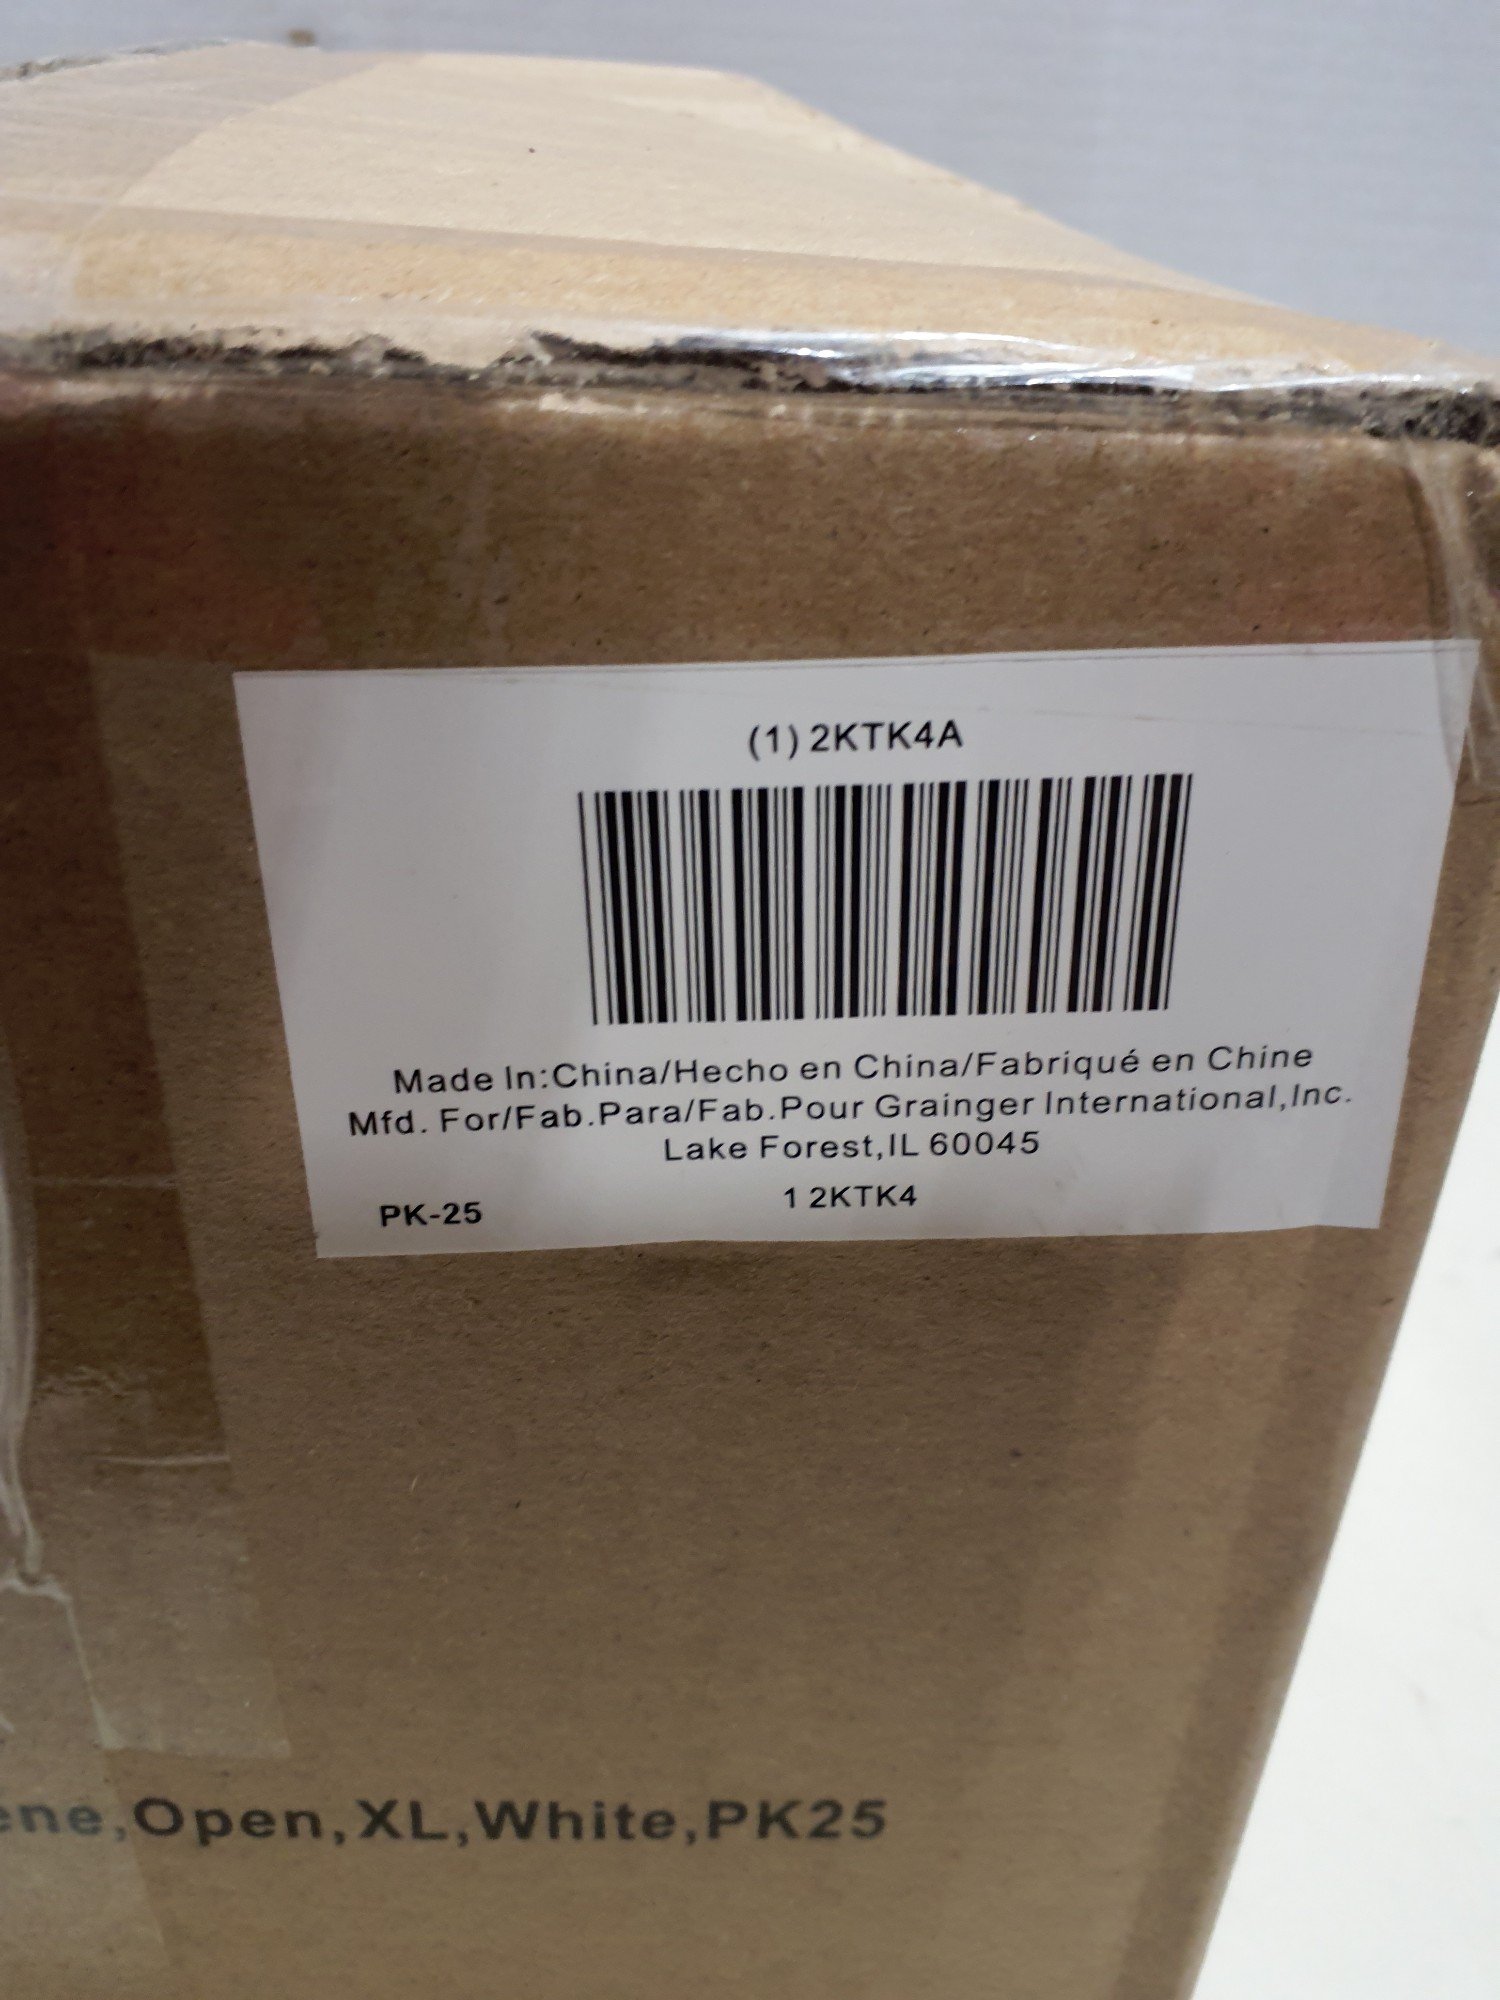 (1) 2KTK4A
Made In:China/Hecho en China/Fabriqué en Chine
Mfd. For/Fab.Para/Fab.Pour Grainger International,Inc.
Lake Forest,IL 60045
PK-25 1 2KTK4
ene,Open,XL,White,PK25